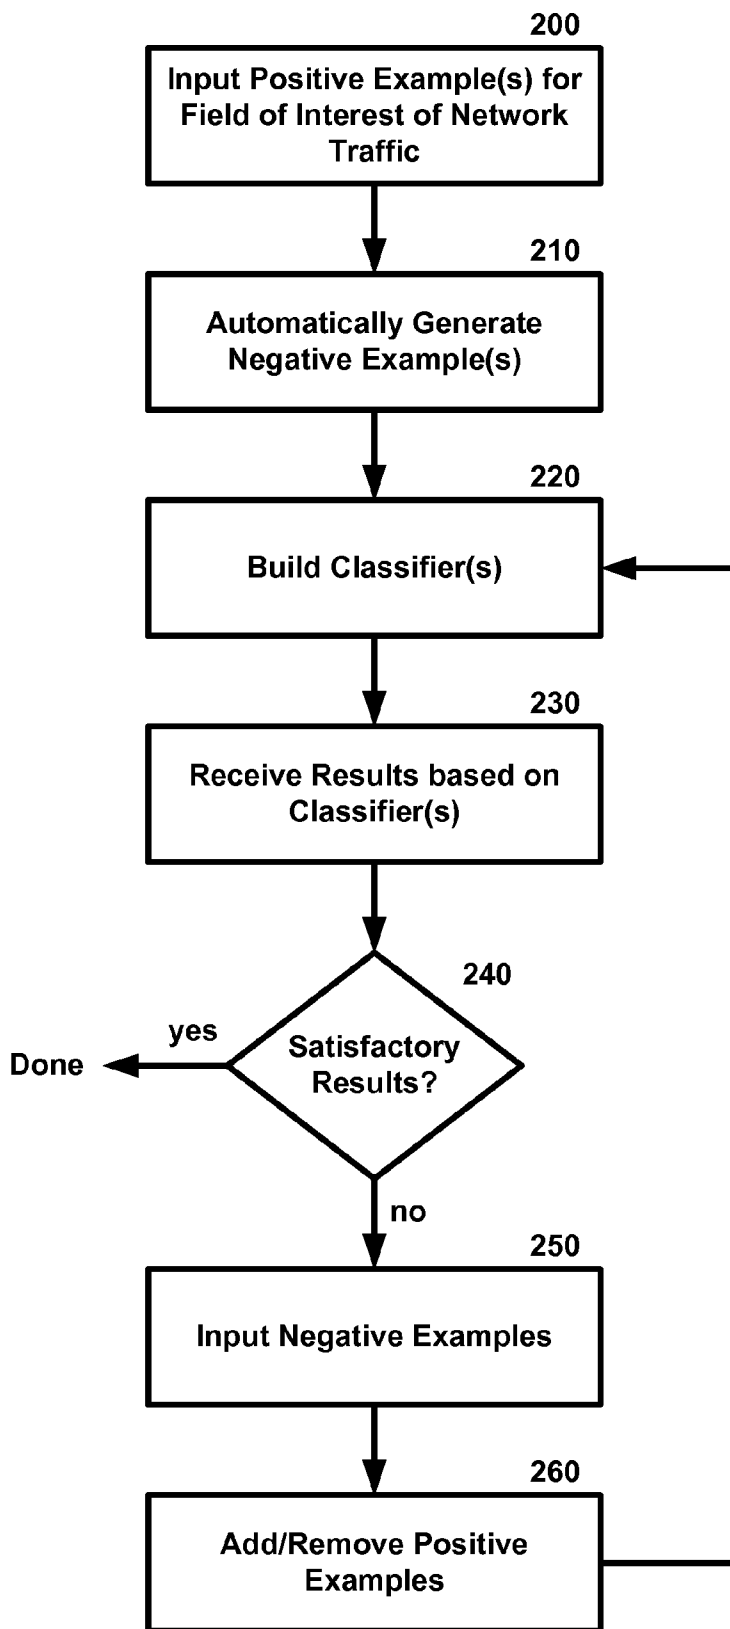 200
Input Positive Example(s) for
Field of Interest of Network
Traffic
210
Automatically Generate
Negative Example(s)
220
Build Classifier(s)
230
Receive Results based on
Classifier(s)
240
Satisfactory
Results?
yes
Done
no
250
Input Negative Examples
260
Add/Remove Positive
Examples